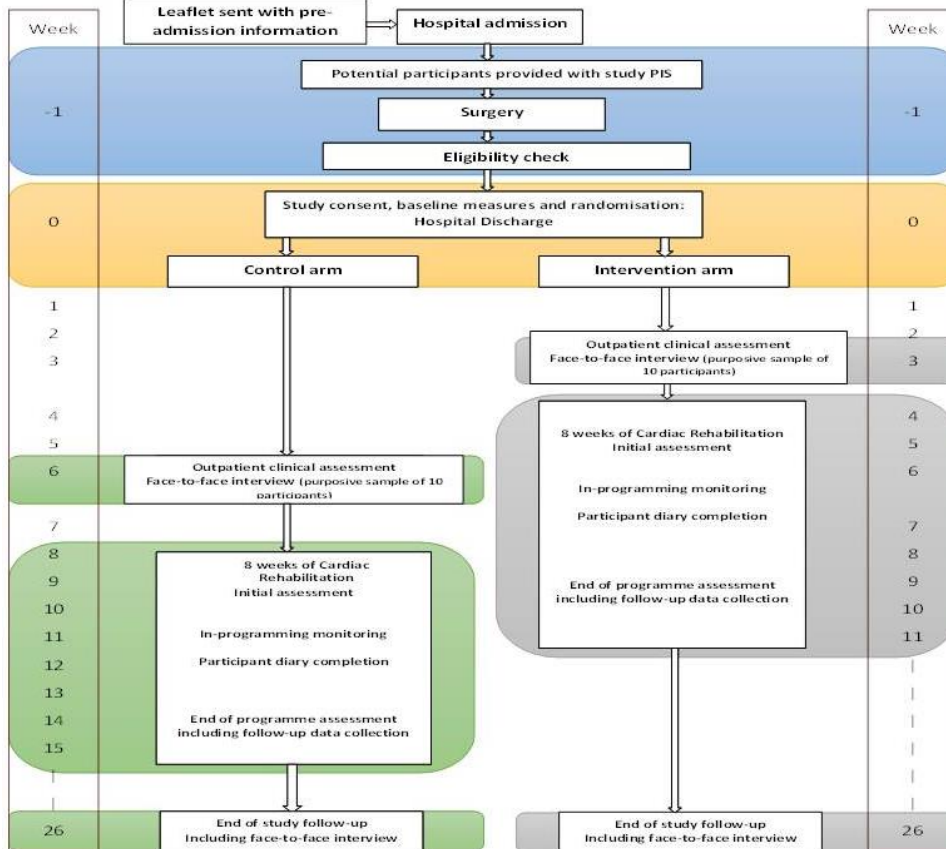 Leaflet sent with pre-
admission information
Hospital admission
Week
Week
Potential participants provided with study PIS
-1
-1
Surgery
Eligibility check
Study consent, baseline measures and randomisation:
Hospital Discharge
0
0
Control arm
Intervention arm
1
2
3
4
5
6
7
8
9
10
11
12
13
14
15
26
Outpatient clinical assessment
Face-to-face interview (purposive sample of 10
participants)
8 weeks of Cardiac
Rehabilitation
Initial assessment
In-programming monitoring
Participant diary completion
End of programme assessment
including follow-up data collection
End of study follow-up
Including face-to-face interview
Outpatient clinical assessment
Face-to-face interview (purposive sample of
10 participants)
8 weeks of Cardiac Rehabilitation
Initial assessment
In-programming monitoring
Participant diary completion
End of programme assessment
including follow-up data collection
End of study follow-up
Including face-to-face interview
1
2
3
4
5
6
7
8
9
10
11
26